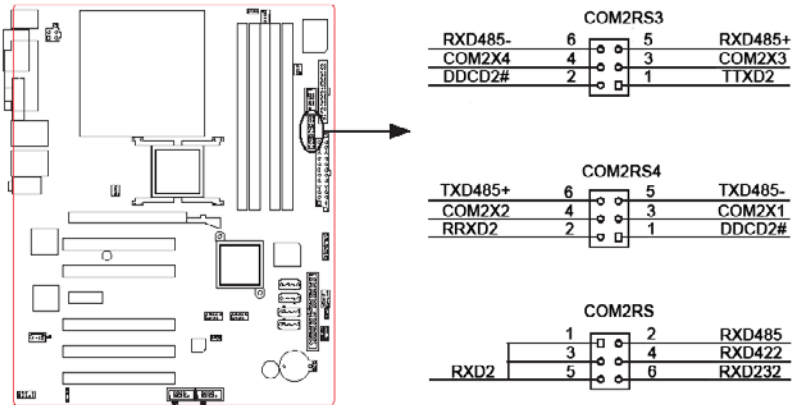 COM2RS3
RXD485- 6 5 RXD485+
COM2X4 4 3 COM2X3
DDCD2# 2 1 TTXD2
COM2RS4
TXD485+ 6 5 TXD485-
COM2X2 4 3 COM2X1
RRXD2 2 1 DDCD2#
COM2RS
1 2 RXD485
3 4 RXD422
RXD2 5 6 RXD232